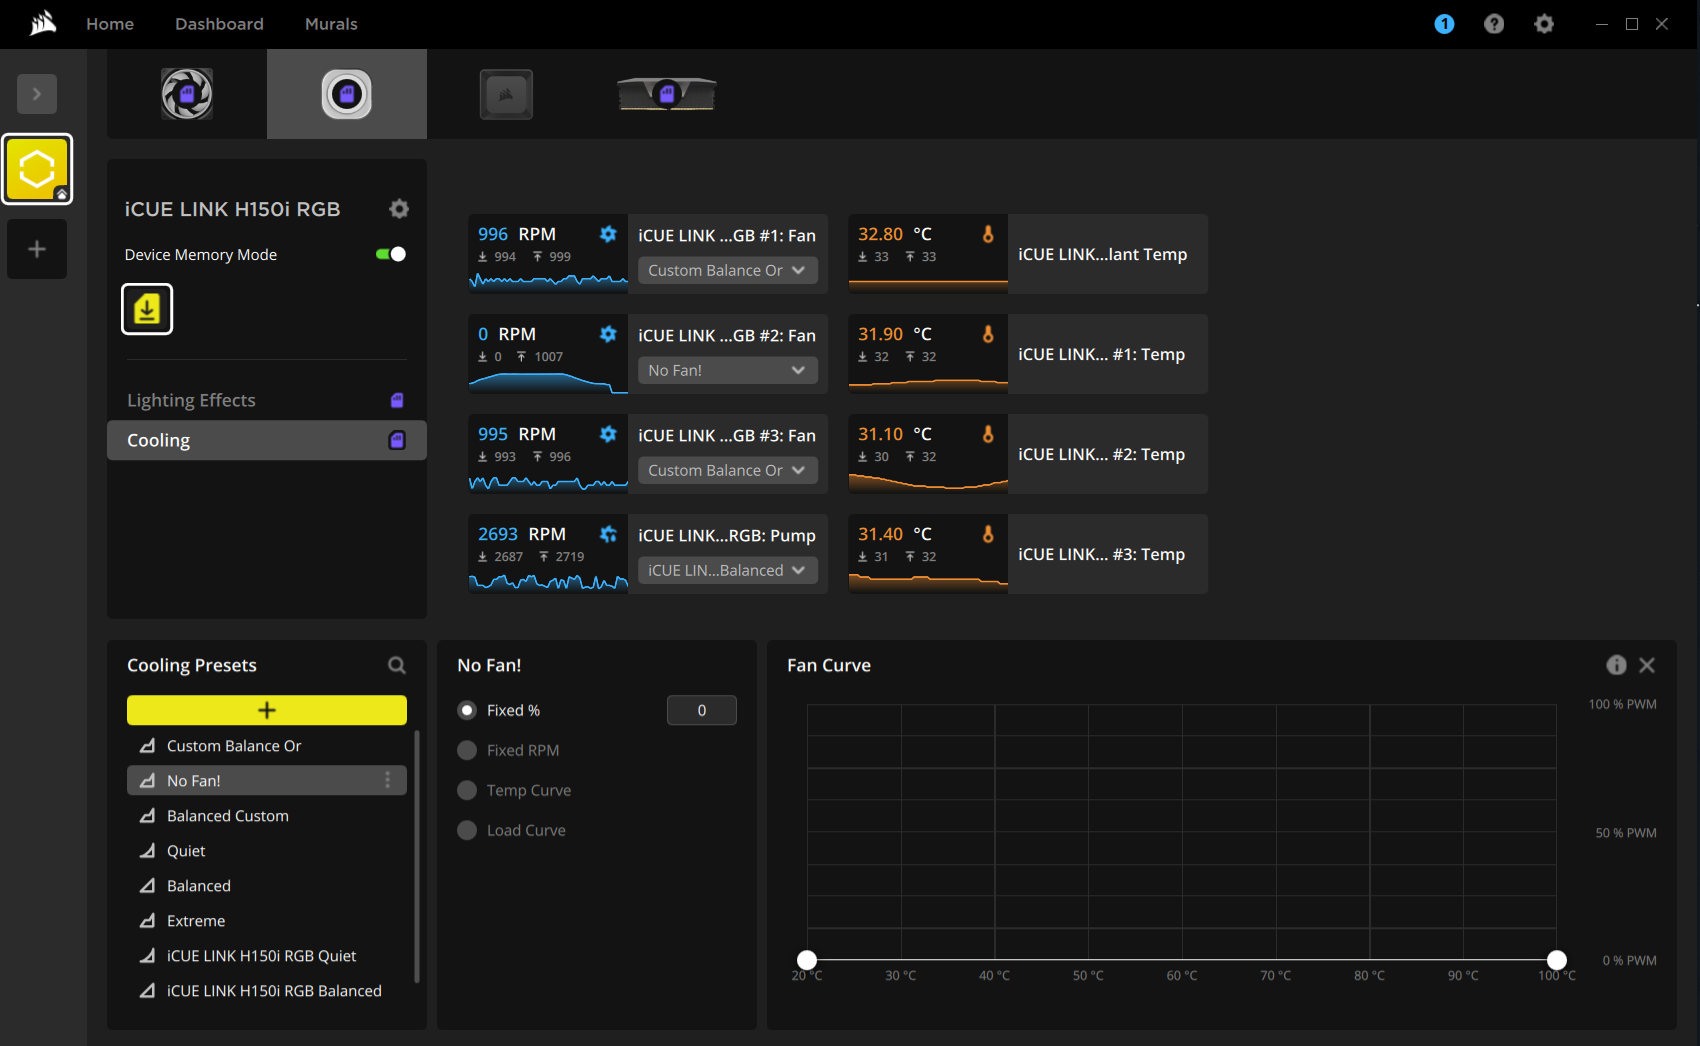 Home Dashboard Murals 1
iCUE LINK H150i RGB
Device Memory Mode
Lighting Effects
Cooling
996 RPM
994 999
iCUE LINK ...GB #1: Fan
Custom Balance Or
32.80 °C
33 33
iCUE LINK...lant Temp
0 RPM
0 1007
iCUE LINK ...GB #2: Fan
No Fan!
31.90 °C
32 32
iCUE LINK... #1: Temp
995 RPM
993 996
iCUE LINK ...GB #3: Fan
Custom Balance Or
31.10 °C
30 32
iCUE LINK... #2: Temp
2693 RPM
2687 2719
iCUE LINK...RGB: Pump
iCUE LIN...Balanced
31.40 °C
31 32
iCUE LINK... #3: Temp
Cooling Presets
Custom Balance Or
No Fan!
Balanced Custom
Quiet
Balanced
Extreme
iCUE LINK H150i RGB Quiet
iCUE LINK H150i RGB Balanced
No Fan!
Fixed % 0
Fixed RPM
Temp Curve
Load Curve
Fan Curve
100 % PWM
50 % PWM
0 % PWM
20 °C 30 °C 40 °C 50 °C 60 °C 70 °C 80 °C 90 °C 100 °C